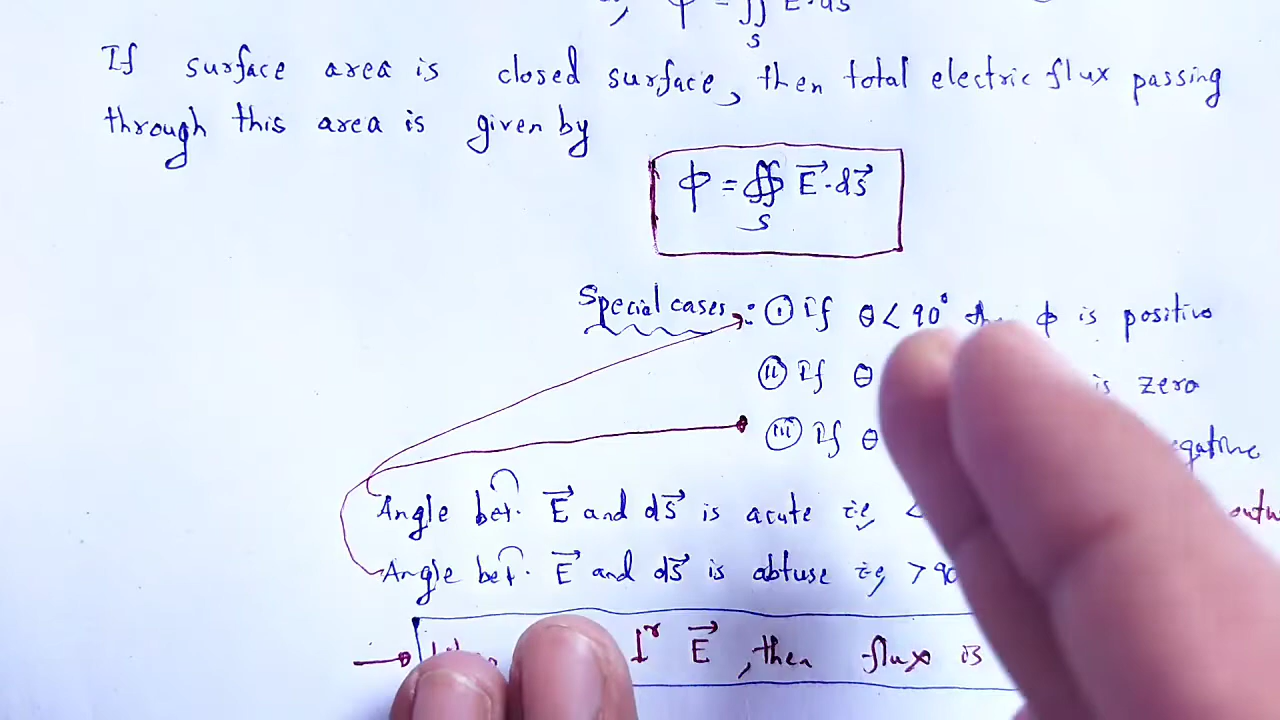 φ = ∬ E · ds
S
If surface area is closed surface, then total electric flux passing
through this area is given by
φ = ∯ E⃗ · ds⃗
S
Special cases : (i) If θ < 90° φ is positive
(ii) If θ is zero
(iii) If θ
Angle bet. E⃗ and ds⃗ is acute i.e., <
Angle bet. E⃗ and ds⃗ is obtuse i.e., > 90
E⃗, then flux is